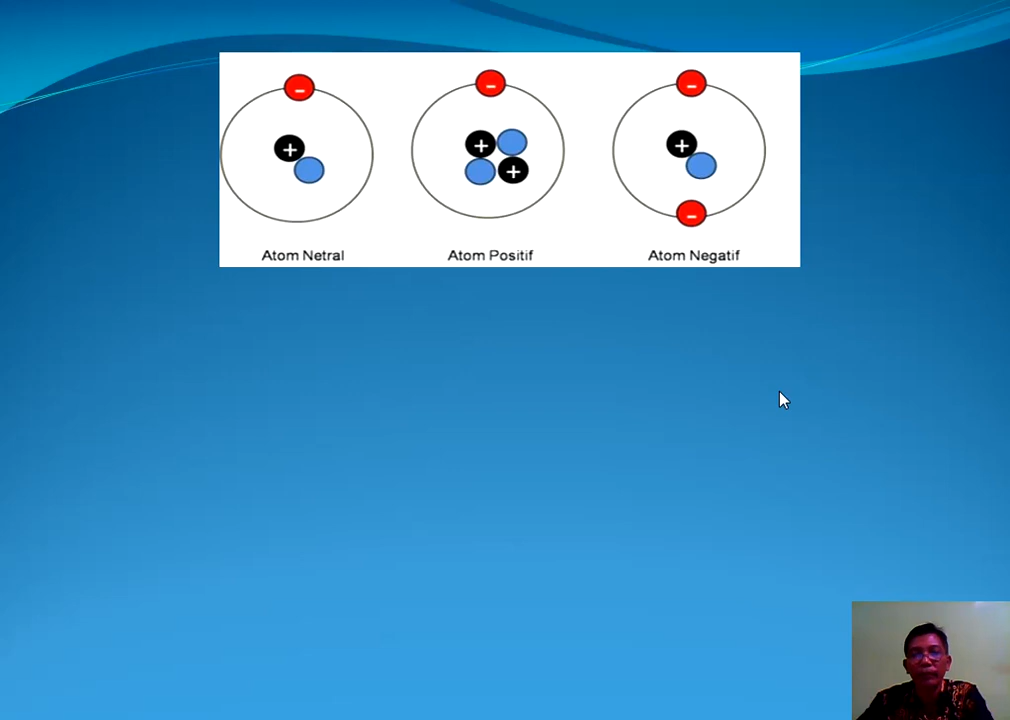 -
-
-
+
+
+
+
Atom Netral
Atom Positif
Atom Negatif
-